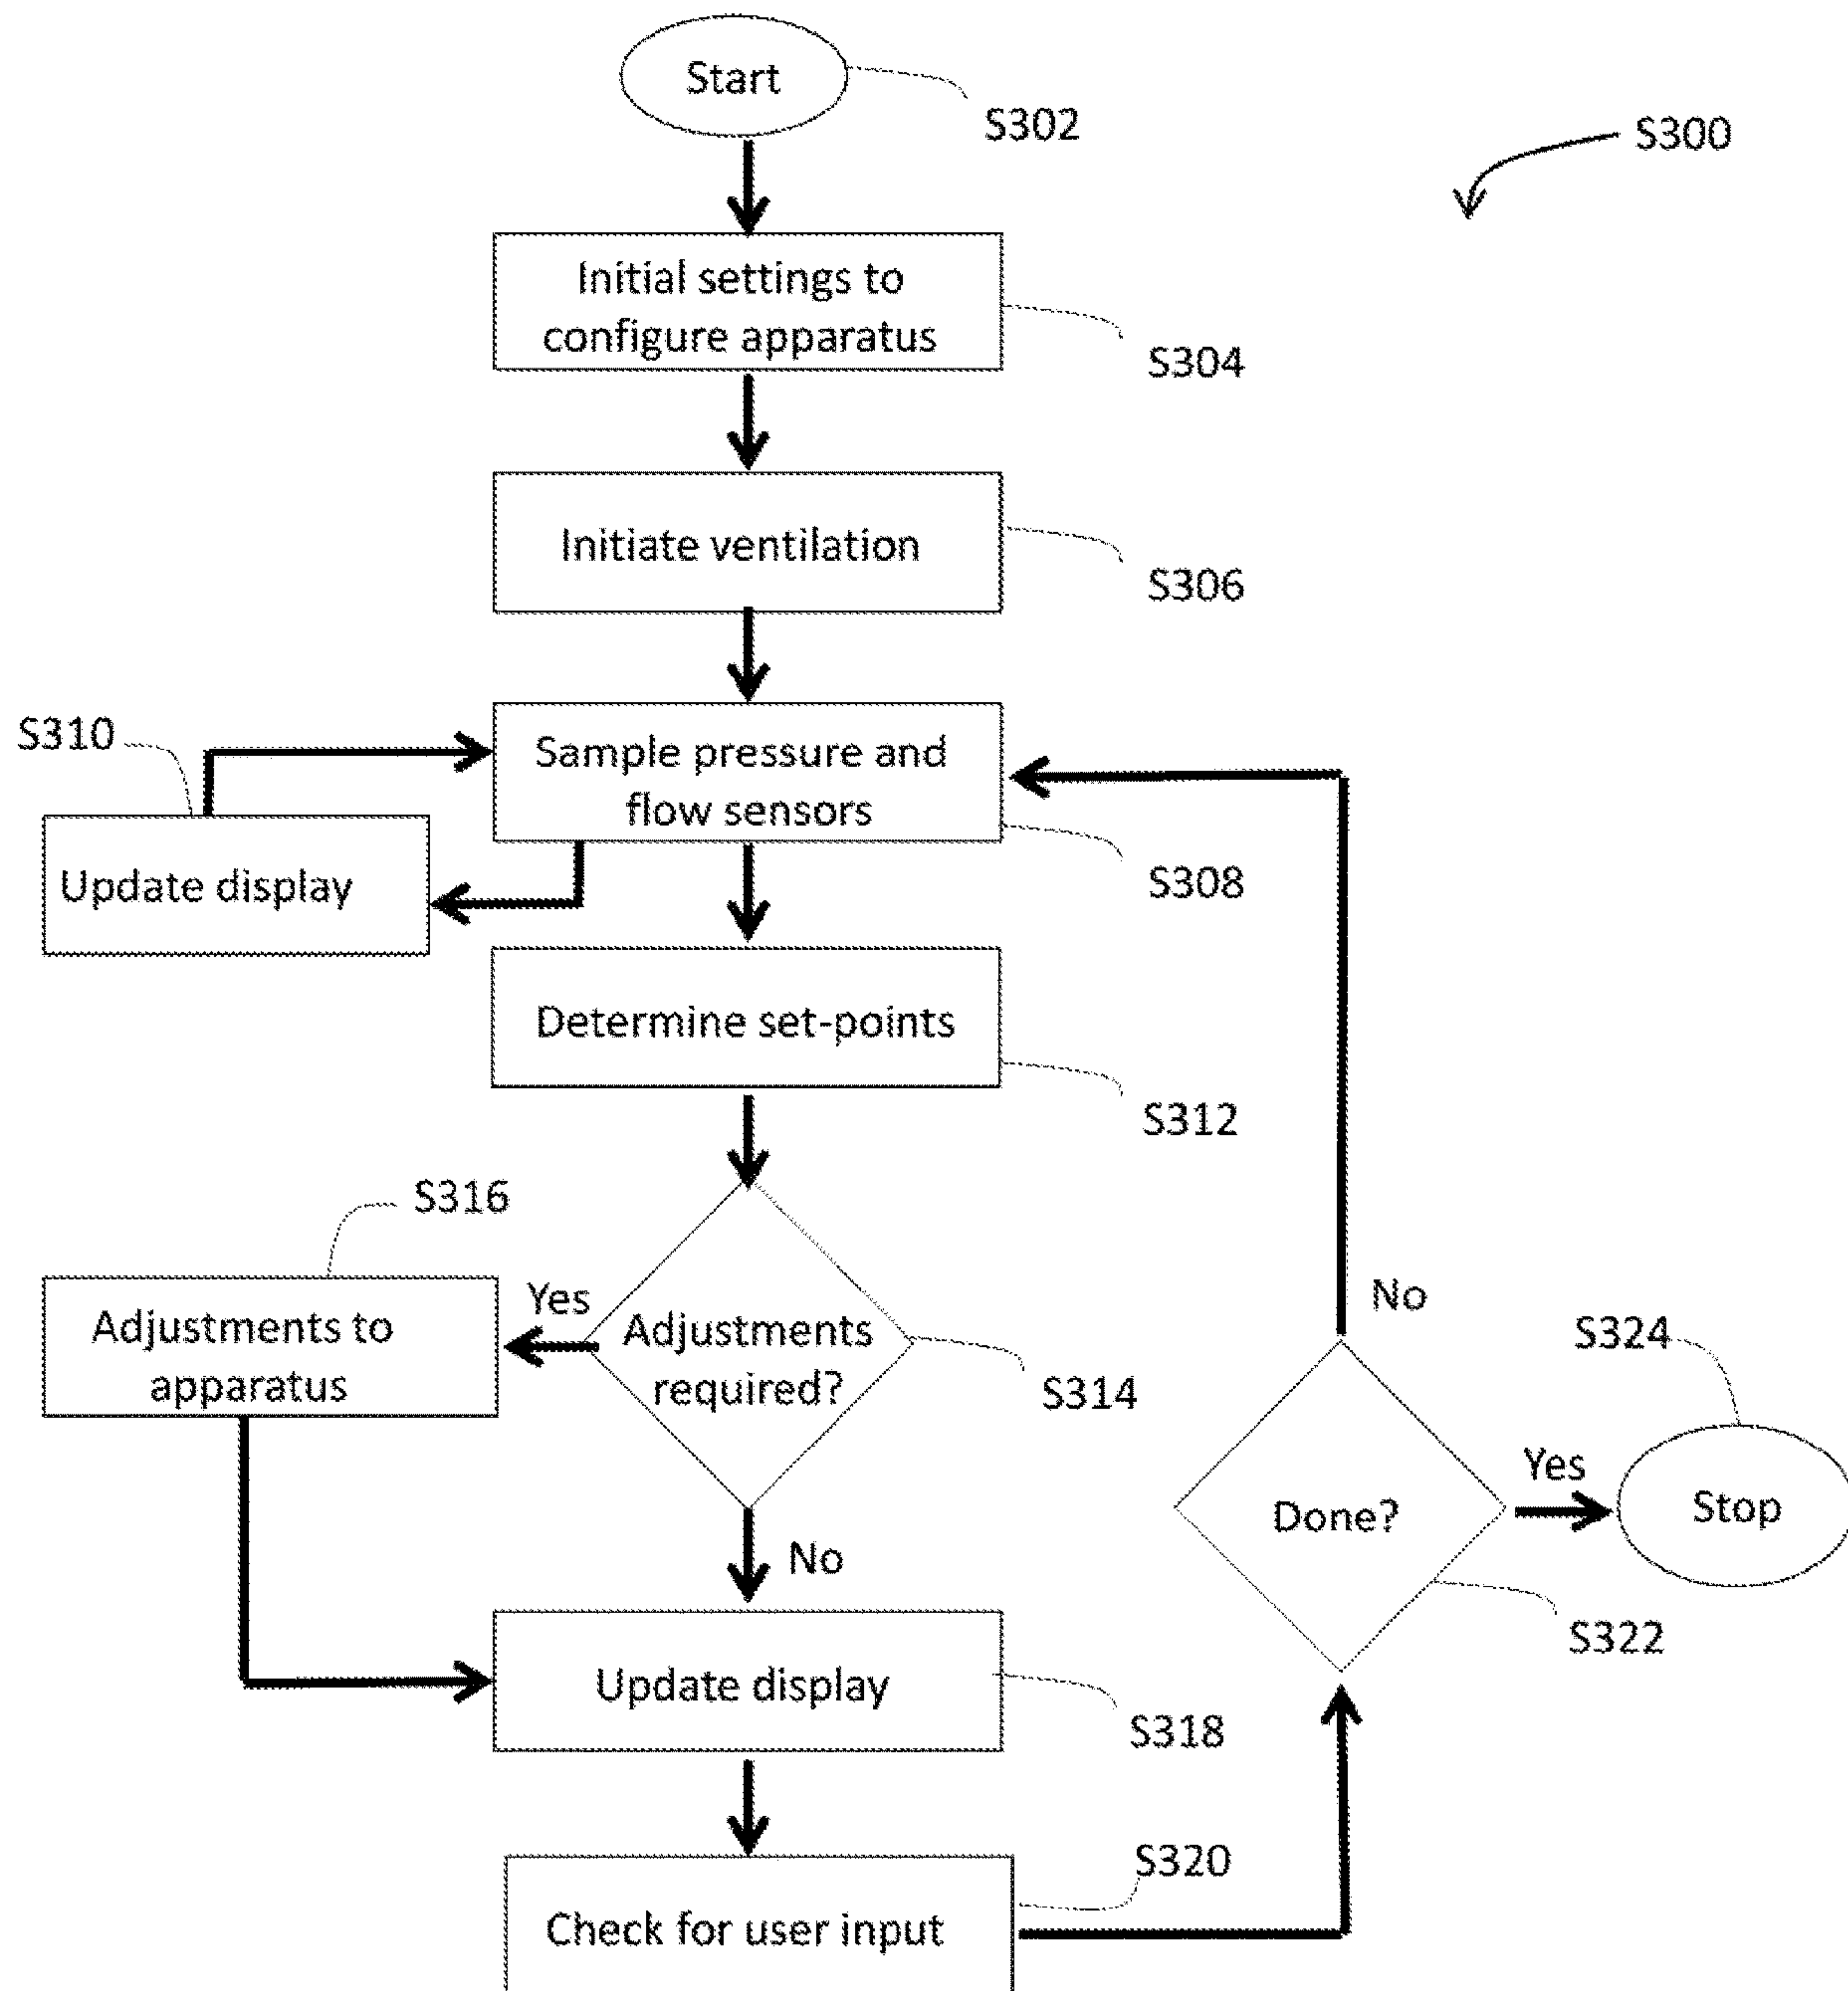 Start
S302
S300
Initial settings to
configure apparatus
S304
Initiate ventilation
S306
S310
Sample pressure and
flow sensors
S308
Update display
Determine set-points
S312
S316
Adjustments to
apparatus
Yes
Adjustments
required?
S314
No
No
S324
Yes
Done?
Stop
S322
Update display
S318
S320
Check for user input